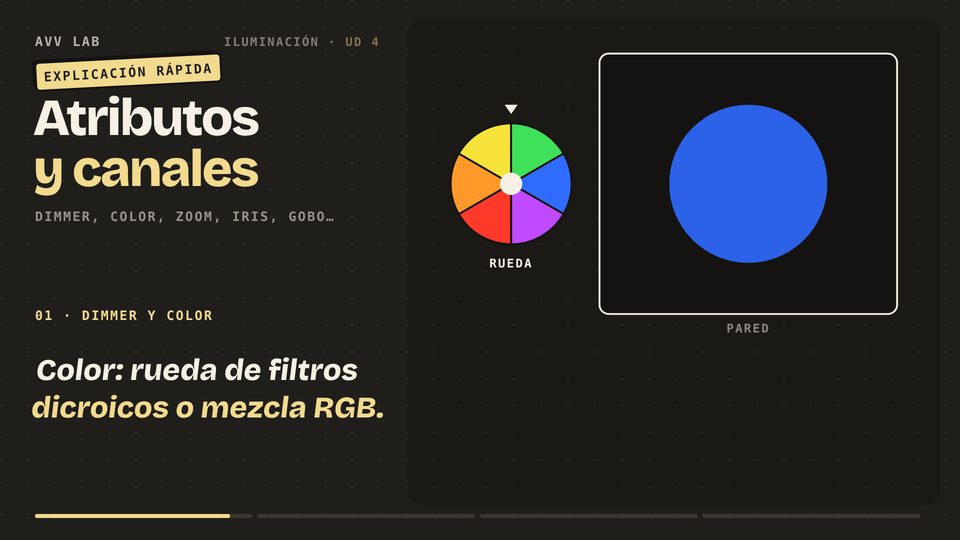 AVV LAB
ILUMINACIÓN · UD 4
EXPLICACIÓN RÁPIDA
Atributos
y canales
DIMMER, COLOR, ZOOM, IRIS, GOBO…
01 · DIMMER Y COLOR
Color: rueda de filtros
dicroicos o mezcla RGB.
RUEDA
PARED